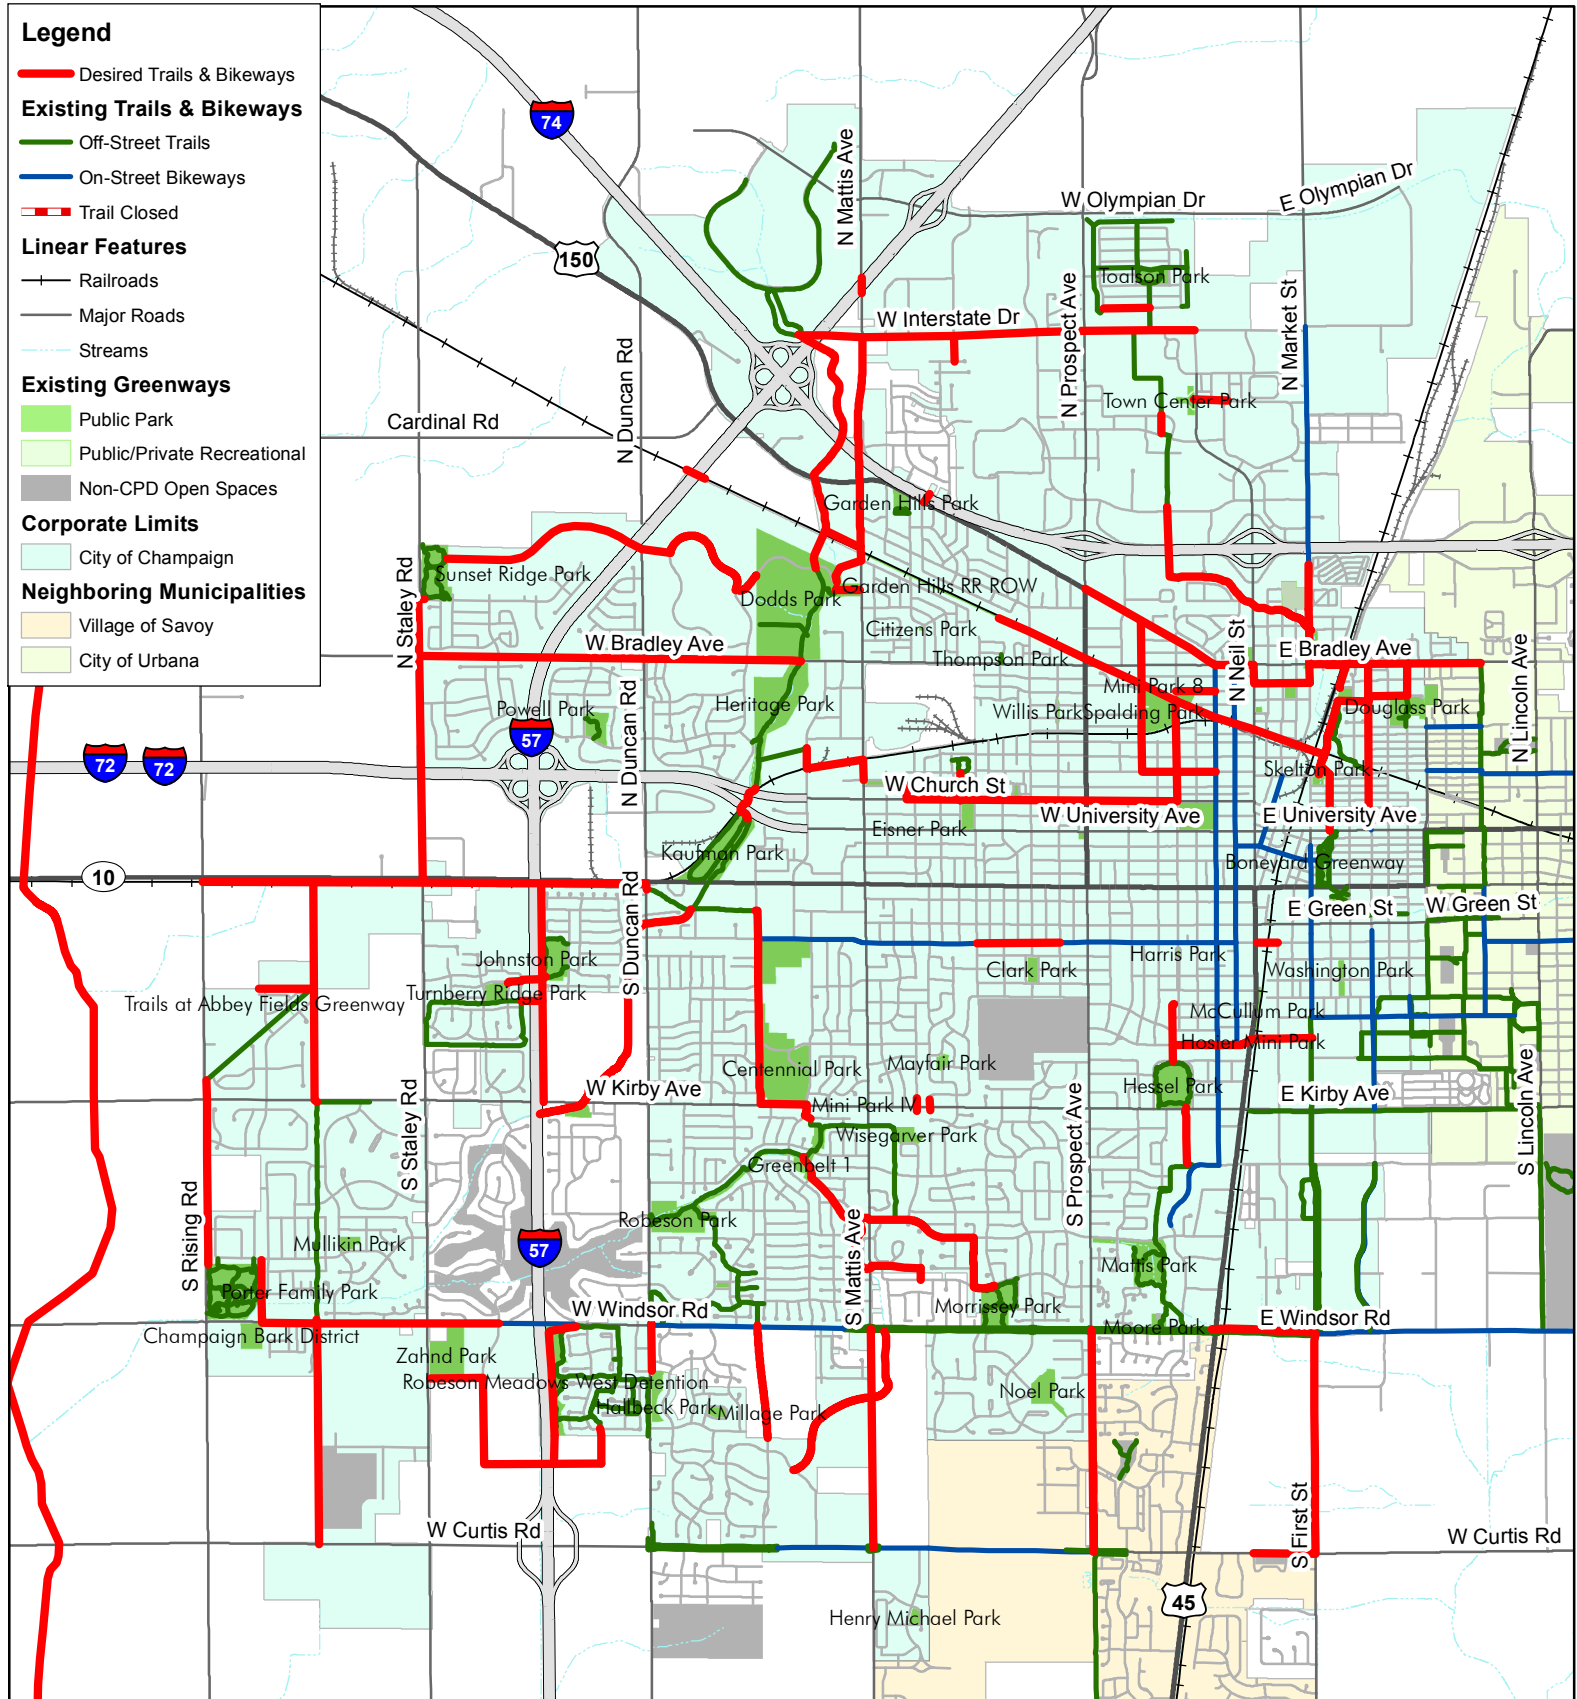 Legend
Desired Trails & Bikeways
Existing Trails & Bikeways
Off-Street Trails
On-Street Bikeways
Trail Closed
Linear Features
Railroads
Major Roads
Streams
Existing Greenways
Public Park
Public/Private Recreational
Non-CPD Open Spaces
Corporate Limits
City of Champaign
Neighboring Municipalities
Village of Savoy
City of Urbana
74
150
N Mattis Ave
W Olympian Dr
E Olympian Dr
Toalson Park
N Prospect Ave
N Market St
W Interstate Dr
N Duncan Rd
Cardinal Rd
Town Center Park
Garden Hills Park
N Staley Rd
Sunset Ridge Park
Dodds Park
Garden Hills RR ROW
Citizens Park
W Bradley Ave
Thompson Park
N Neil St
E Bradley Ave
N Lincoln Ave
Mini Park 8
Powell Park
N Duncan Rd
Heritage Park
Willis Park
Spalding Park
Douglass Park
57
72
72
Skelton Park
W Church St
W University Ave
E University Ave
Eisner Park
Kaufman Park
Boneyard Greenway
10
S Duncan Rd
E Green St
W Green St
Johnston Park
Harris Park
Clark Park
Washington Park
Turnberry Ridge Park
Trails at Abbey Fields Greenway
McCullum Park
Hosier Mini Park
Centennial Park
Mayfair Park
Hessel Park
W Kirby Ave
E Kirby Ave
S Staley Rd
Mini Park IV
S Prospect Ave
S Lincoln Ave
Wisegarver Park
Greenbelt 1
S Rising Rd
Robeson Park
S Mattis Ave
57
Mullikin Park
Mattis Park
Porter Family Park
W Windsor Rd
Morrissey Park
E Windsor Rd
Champaign Bark District
Moore Park
Zahnd Park
Robeson Meadows West Detention
Noel Park
Hallbeck Park
Millage Park
S First St
W Curtis Rd
W Curtis Rd
45
Henry Michael Park